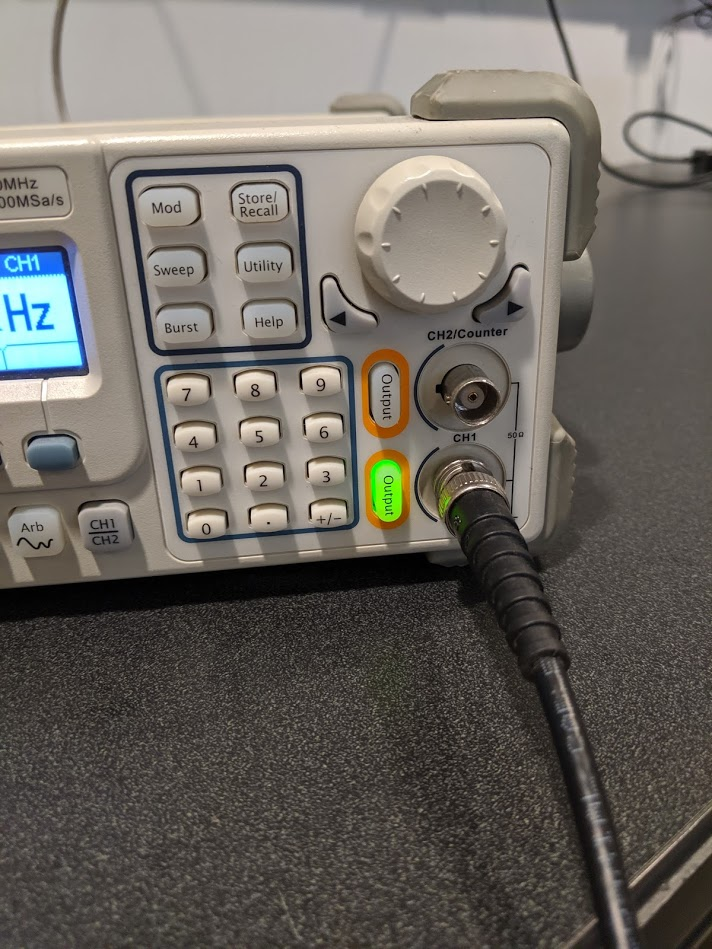 0MHz
00MSa/s
CH1
Hz
Mod
Store/
Recall
Sweep
Utility
Burst
Help
7
8
9
4
5
6
1
2
3
0
.
+/−
CH2/Counter
Output
CH1
Output
50Ω
Arb
CH1
CH2